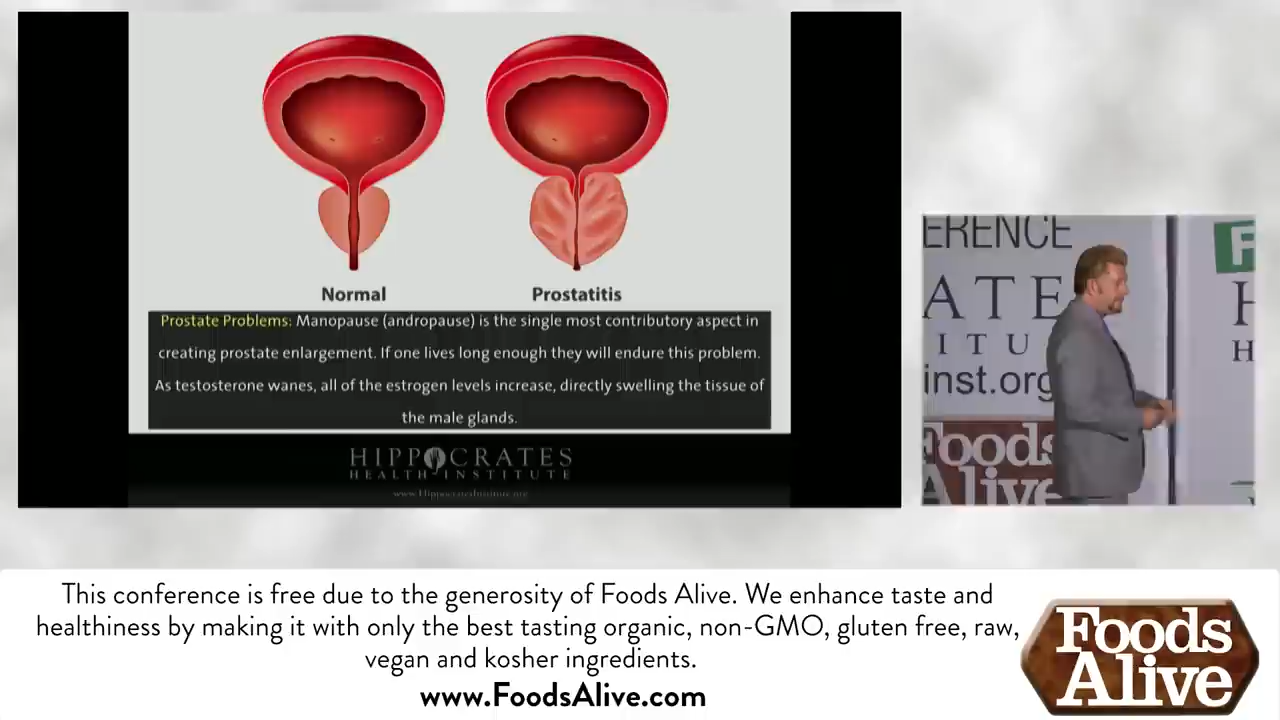 Normal
Prostatitis
Prostate Problems: Manopause (andropause) is the single most contributory aspect in
creating prostate enlargement. If one lives long enough they will endure this problem.
As testosterone wanes, all of the estrogen levels increase, directly swelling the tissue of
the male glands.
HIPPOCRATES
HEALTH INSTITUTE
www.HippocratesInstitute.org
ERENCE
ATE
ITU
inst.org
Foods
Alive
F
H
H
This conference is free due to the generosity of Foods Alive. We enhance taste and
healthiness by making it with only the best tasting organic, non-GMO, gluten free, raw,
vegan and kosher ingredients.
www.FoodsAlive.com
Foods
Alive